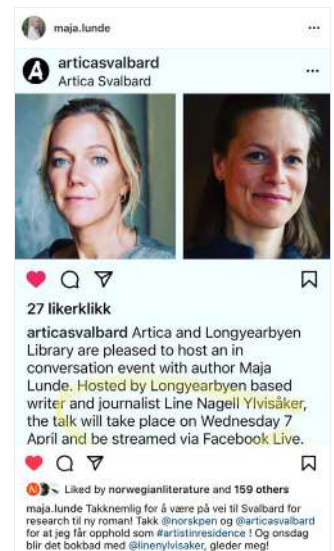 maja.lunde
articasvalbard
Artica Svalbard
27 likerklikk
articasvalbard Artica and Longyearbyen
Library are pleased to host an in
conversation event with author Maja
Lunde. Hosted by Longyearbyen based
writer and journalist Line Nagell Ylvisåker,
the talk will take place on Wednesday 7
April and be streamed via Facebook Live.
Liked by norwegianliterature and 159 others
maja.lunde Takknemlig for å være på vei til Svalbard for
research til ny roman! Takk @norskpen og @articasvalbard
for at jeg får opphold som #artistinresidence ! Og onsdag
blir det bokbad med @linenylvisaker, gleder meg!